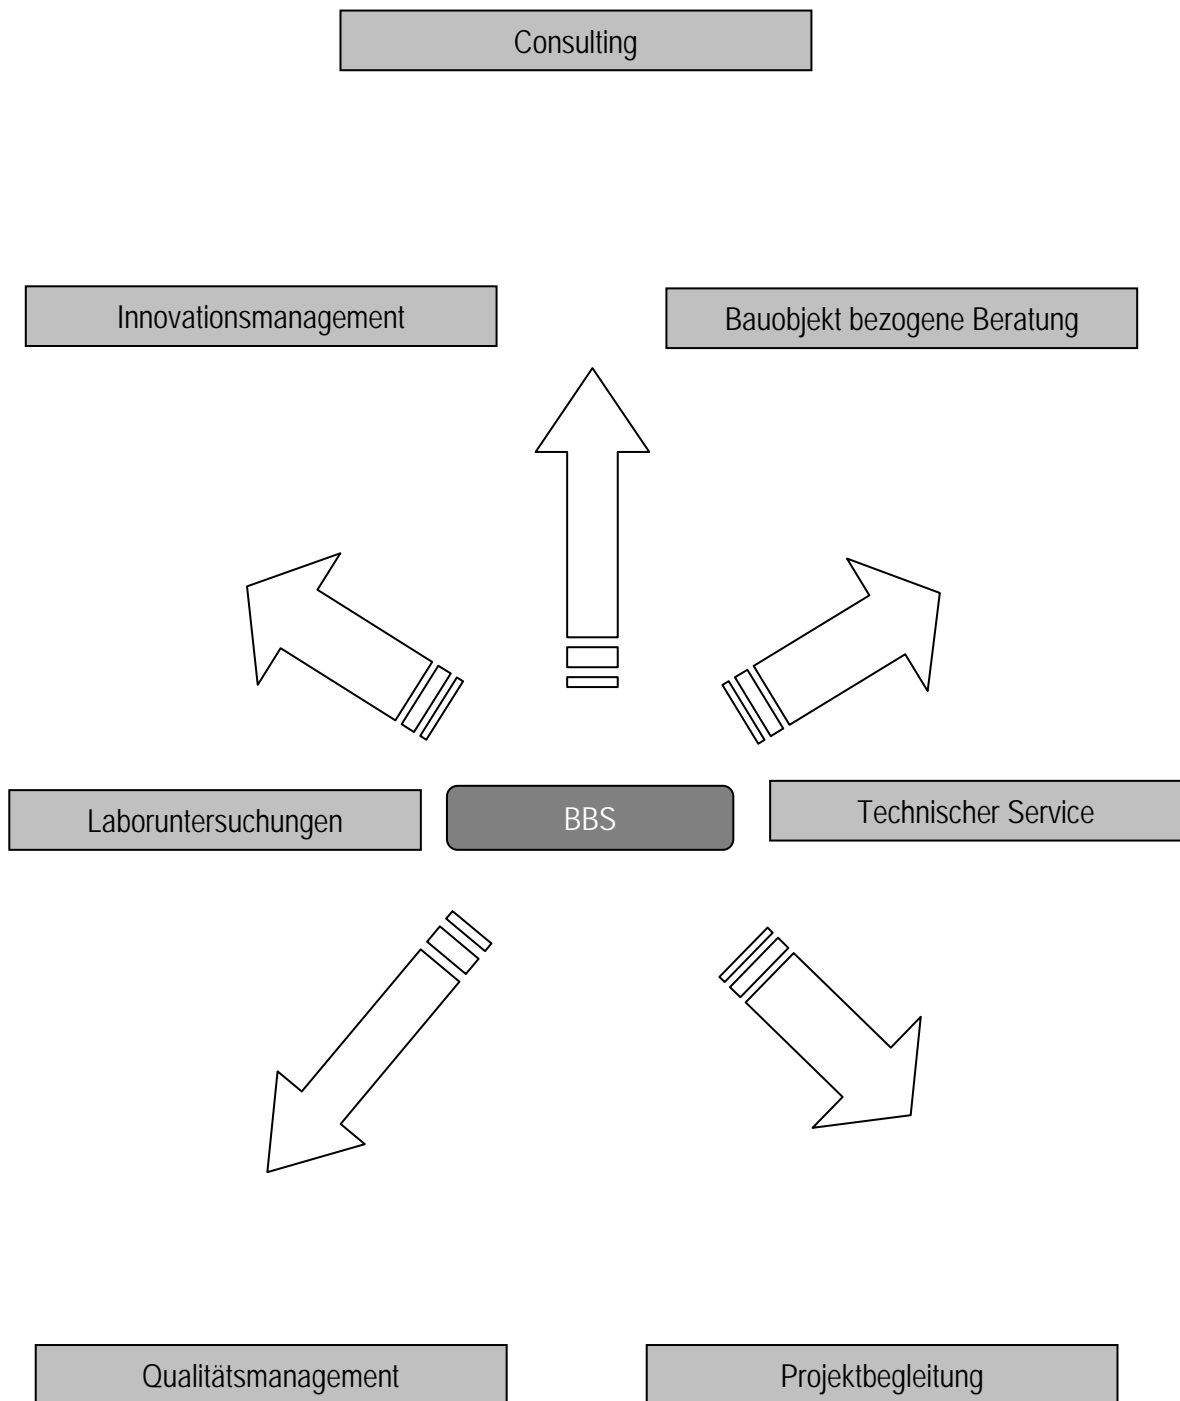 Consulting
Innovationsmanagement
Bauobjekt bezogene Beratung
Laboruntersuchungen
BBS
Technischer Service
Qualitätsmanagement
Projektbegleitung